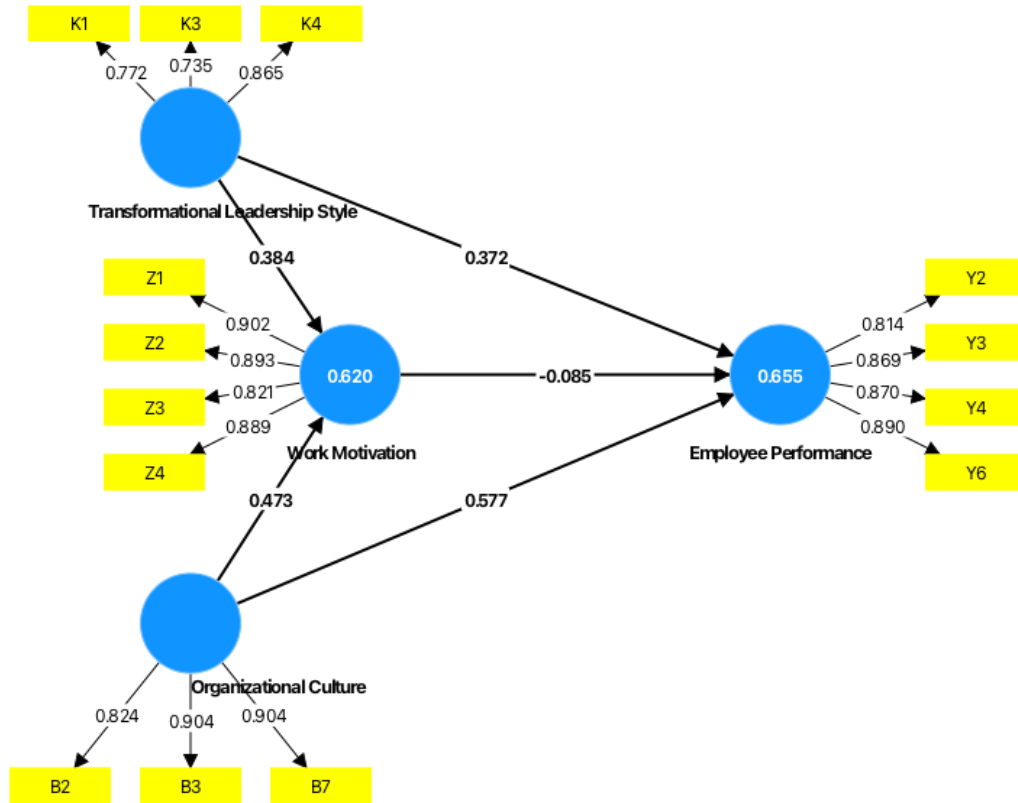 K1
K3
K4
0.772
0.735
0.865
Transformational Leadership Style
0.384
0.372
Z1
Z2
Z3
Z4
0.902
0.893
0.821
0.889
0.620
Work Motivation
-0.085
0.655
Employee Performance
0.814
0.869
0.870
0.890
Y2
Y3
Y4
Y6
0.473
0.577
Organizational Culture
0.824
0.904
0.904
B2
B3
B7